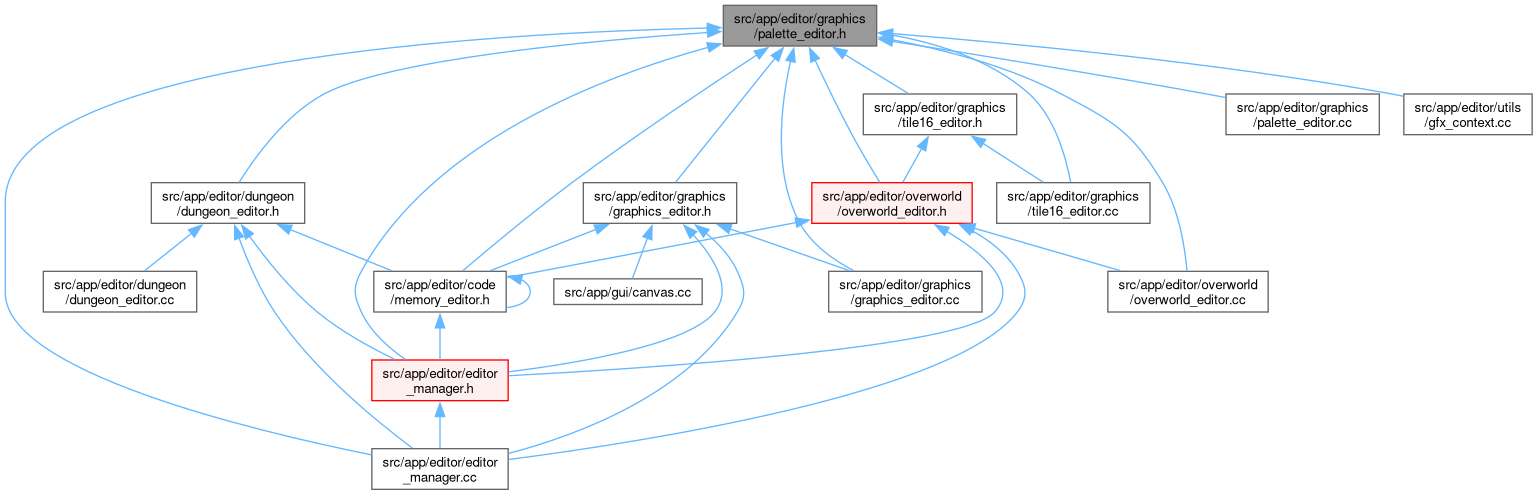 src/app/editor/graphics
/palette_editor.h
src/app/editor/graphics
/tile16_editor.h
src/app/editor/graphics
/palette_editor.cc
src/app/editor/utils
/gfx_context.cc
src/app/editor/dungeon
/dungeon_editor.h
src/app/editor/graphics
/graphics_editor.h
src/app/editor/overworld
/overworld_editor.h
src/app/editor/graphics
/tile16_editor.cc
src/app/editor/dungeon
/dungeon_editor.cc
src/app/editor/code
/memory_editor.h
src/app/gui/canvas.cc
src/app/editor/graphics
/graphics_editor.cc
src/app/editor/overworld
/overworld_editor.cc
src/app/editor/editor
_manager.h
src/app/editor/editor
_manager.cc